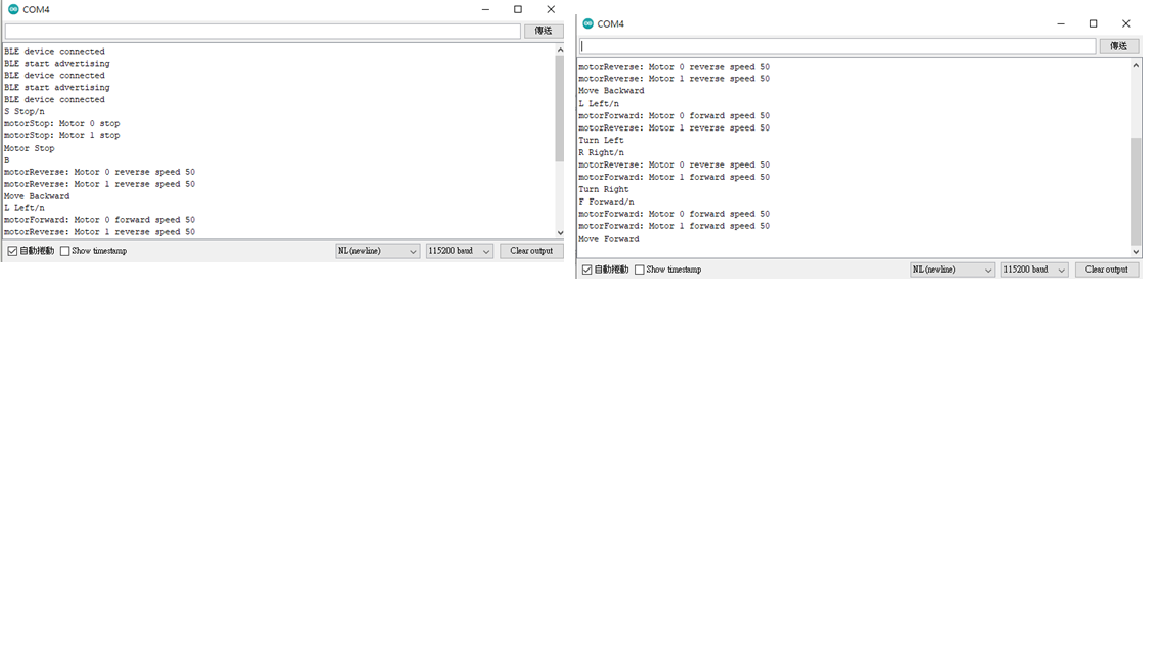 COM4
傳送
BLE device connected
BLE start advertising
BLE device connected
BLE start advertising
BLE device connected
S Stop/n
motorStop: Motor 0 stop
motorStop: Motor 1 stop
Motor Stop
B
motorReverse: Motor 0 reverse speed 50
motorReverse: Motor 1 reverse speed 50
Move Backward
L Left/n
motorForward: Motor 0 forward speed 50
motorReverse: Motor 1 reverse speed 50
自動捲動 Show timestamp NL(newline) 115200 baud Clear output
COM4
傳送
motorReverse: Motor 0 reverse speed 50
motorReverse: Motor 1 reverse speed 50
Move Backward
L Left/n
motorForward: Motor 0 forward speed 50
motorReverse: Motor 1 reverse speed 50
Turn Left
R Right/n
motorReverse: Motor 0 reverse speed 50
motorForward: Motor 1 forward speed 50
Turn Right
F Forward/n
motorForward: Motor 0 forward speed 50
motorForward: Motor 1 forward speed 50
Move Forward
自動捲動 Show timestamp NL(newline) 115200 baud Clear output